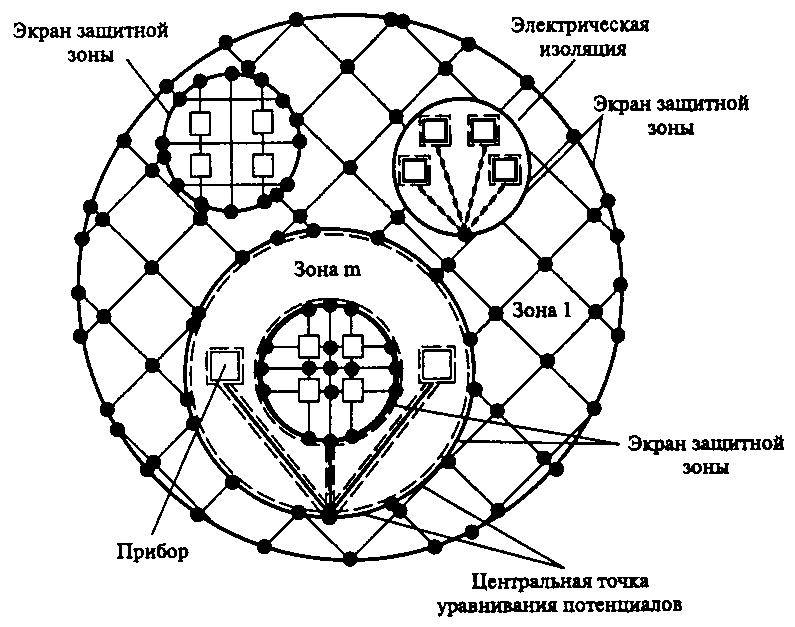 Экран защитной
зоны
Электрическая
изоляция
Экран защитной
зоны
Зона m
Зона 1
Экран защитной
зоны
Прибор
Центральная точка
уравнивания потенциалов